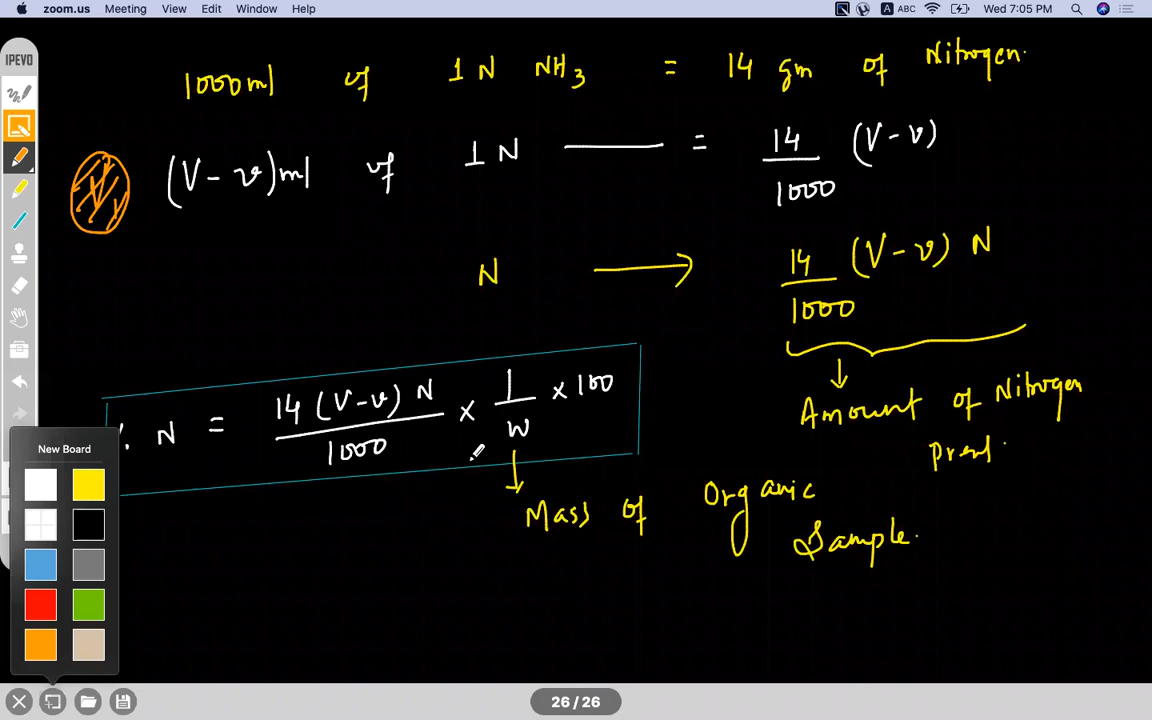 zoom.us Meeting View Edit Window Help A ABC Wed 7:05 PM
IPEVO
1000ml of 1 N NH3 = 14 gm of Nitrogen.
(V - v)ml of 1 N = 14/1000 (V - v)
N → 14/1000 (V - v) N
Amount of Nitrogen
N = 14 (V - v) N/1000 × 1/w × 100
New Board
Mass of Organic
Sample.
26 / 26